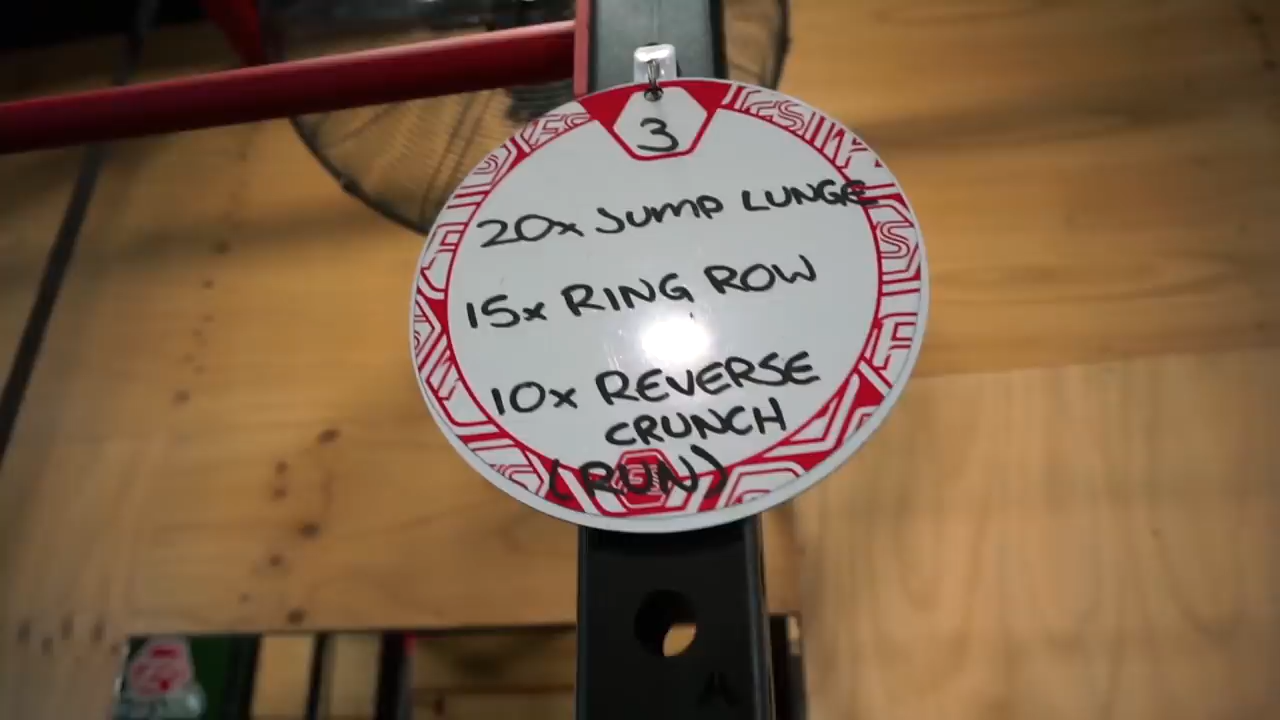 3
20x JUMP LUNGE
15x RING ROW
10x REVERSE
CRUNCH
(RUN)